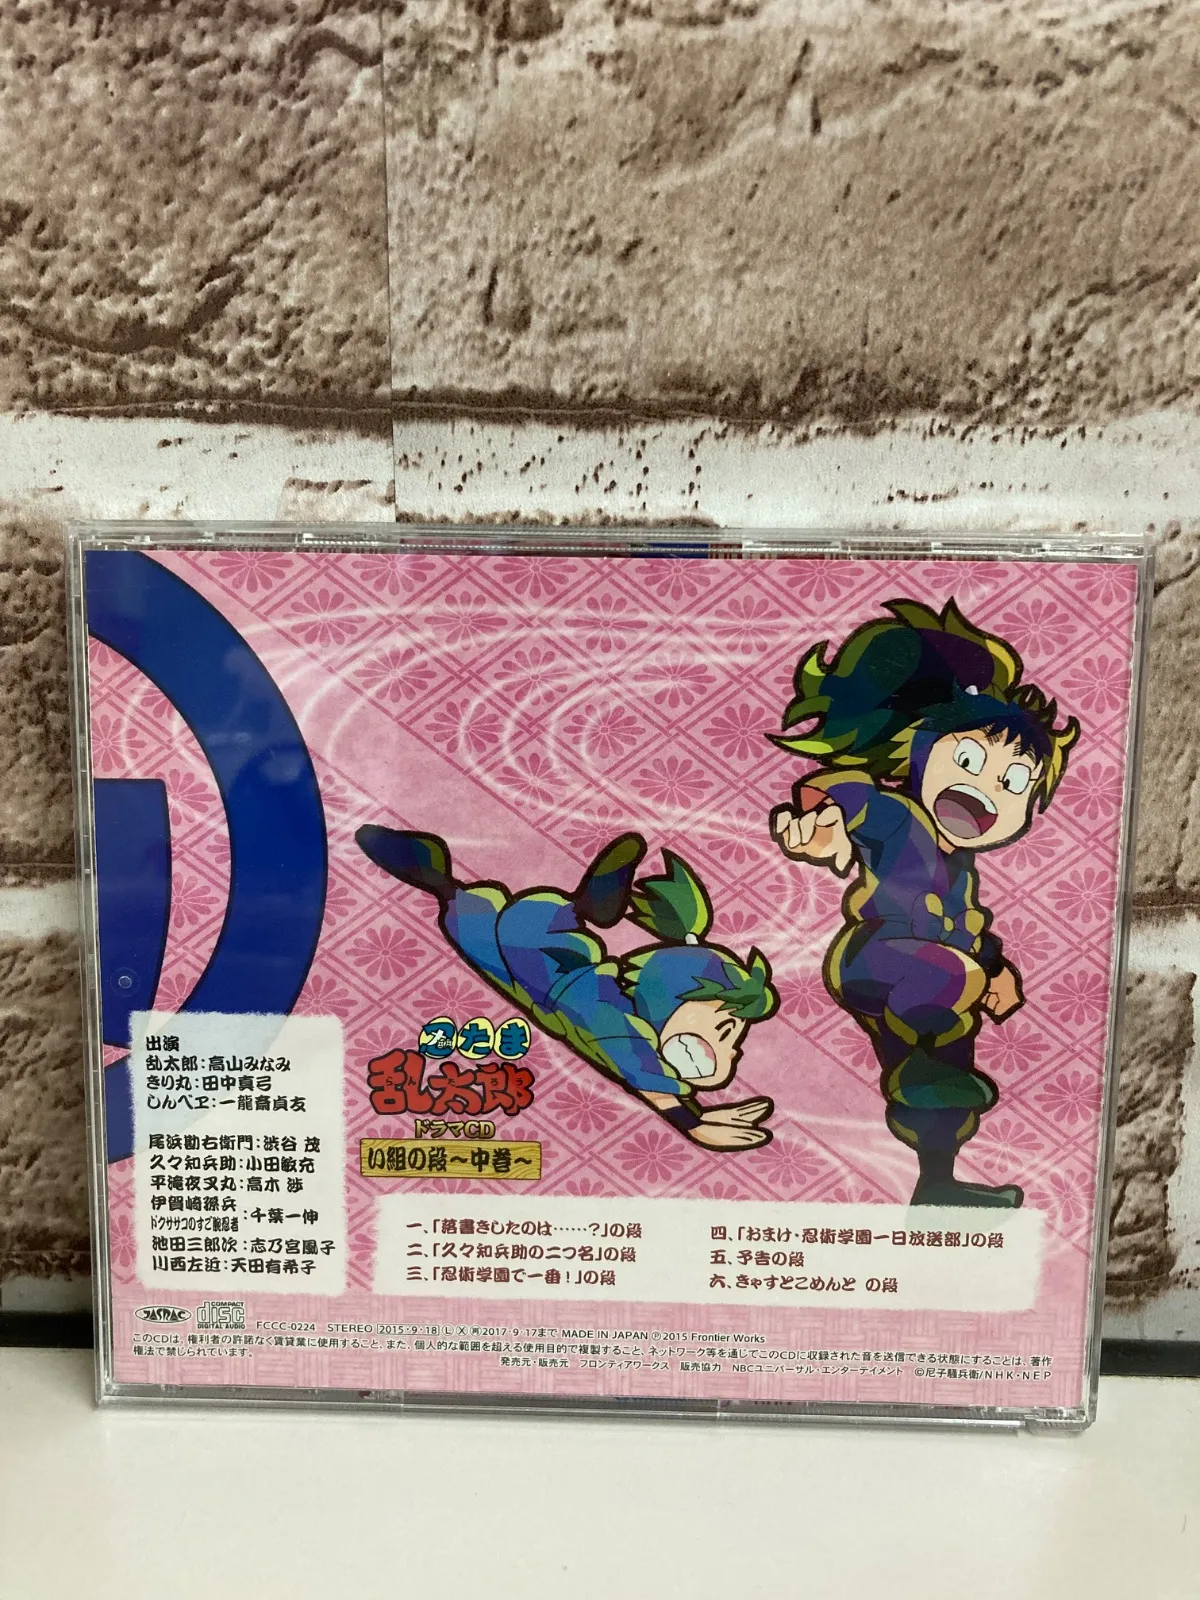 出演
乱太郎：高山みなみ
きり丸：田中真弓
しんべヱ：一龍斎貞友
尾浜勘右衛門：渋谷 茂
久々知兵助：小田敏充
平滝夜叉丸：高木 渉
伊賀崎孫兵
ドクササコのすご腕忍者：千葉一伸
池田三郎次：志乃宮風子
川西左近：天田有希子
忍たま
乱太郎
らんたろう
ドラマCD
い組の段～中巻～
一、「落書きしたのは……？」の段
二、「久々知兵助の二つ名」の段
三、「忍術学園で一番！」の段
四、「おまけ・忍術学園一日放送部」の段
五、予告の段
六、きゃすとこめんと の段
JASRAC
COMPACT disc DIGITAL AUDIO
FCCC-0224 STEREO 2015・9・18 Ⓛ Ⓧ 2017・9・17まで MADE IN JAPAN Ⓟ2015 Frontier Works
このCDは、権利者の許諾なく賃貸業に使用すること、また、個人的な範囲を超える使用目的で複製すること、ネットワーク等を通じてこのCDに収録された音を送信できる状態にすることは、著作
権法で禁じられています。
発売元・販売元 フロンティアワークス 販売協力 NBCユニバーサル・エンターテイメント ©尼子騒兵衛/NHK・NEP